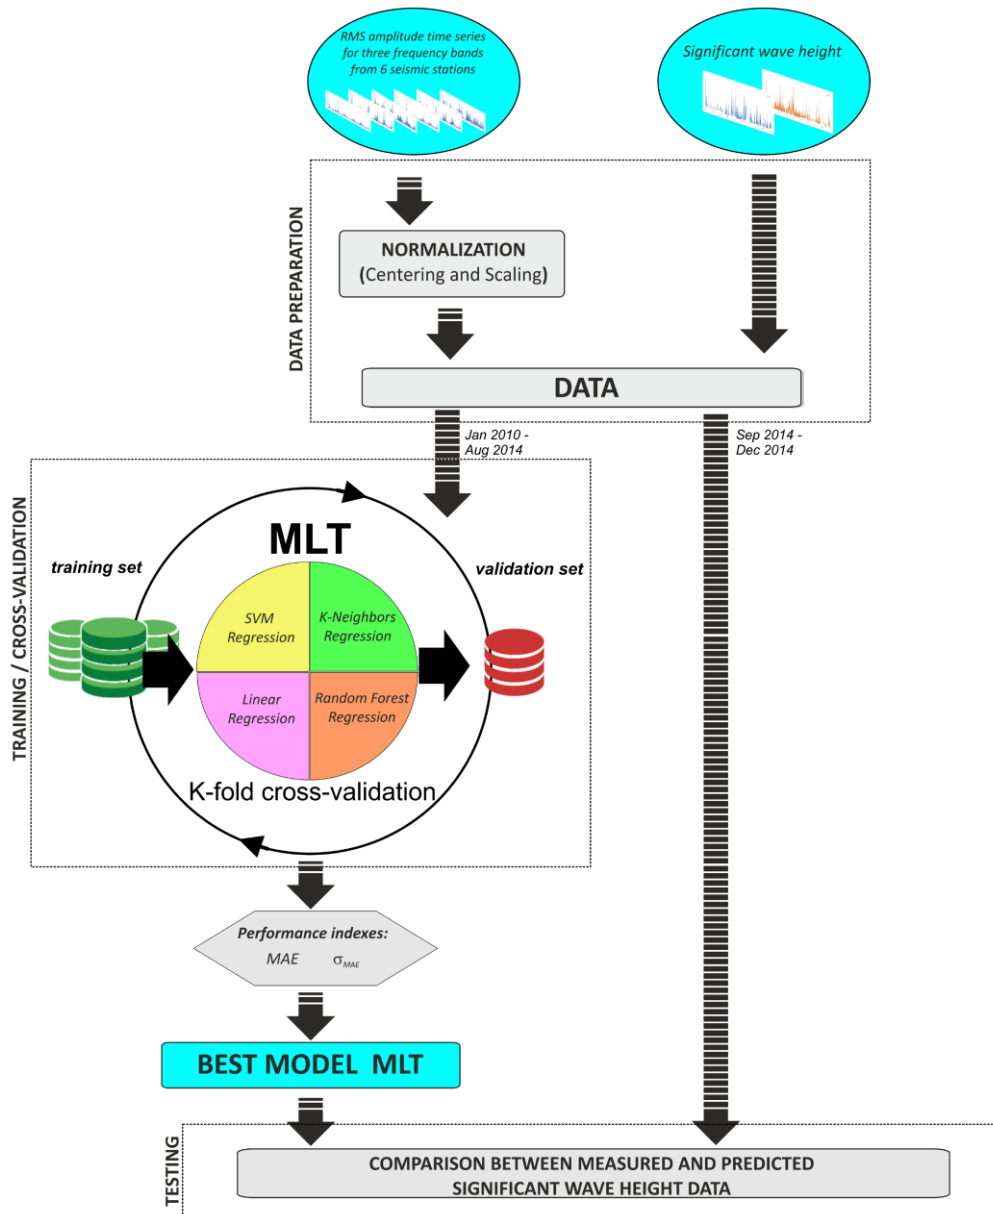 RMS amplitude time series
for three frequency bands
from 6 seismic stations
Significant wave height
DATA PREPARATION
NORMALIZATION
(Centering and Scaling)
DATA
Jan 2010 -
Aug 2014
Sep 2014 -
Dec 2014
TRAINING / CROSS-VALIDATION
MLT
training set
validation set
SVM
Regression
K-Neighbors
Regression
Linear
Regression
Random Forest
Regression
K-fold cross-validation
Performance indexes:
MAE σMAE
BEST MODEL MLT
TESTING
COMPARISON BETWEEN MEASURED AND PREDICTED
SIGNIFICANT WAVE HEIGHT DATA